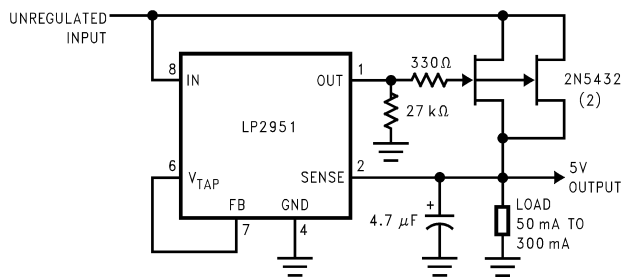 UNREGULATED
INPUT
8
IN
OUT
1
330Ω
27 kΩ
2N5432
(2)
LP2951
6
VTAP
FB
7
GND
4
SENSE
2
5V
OUTPUT
+
4.7 µF
LOAD
50 mA TO
300 mA